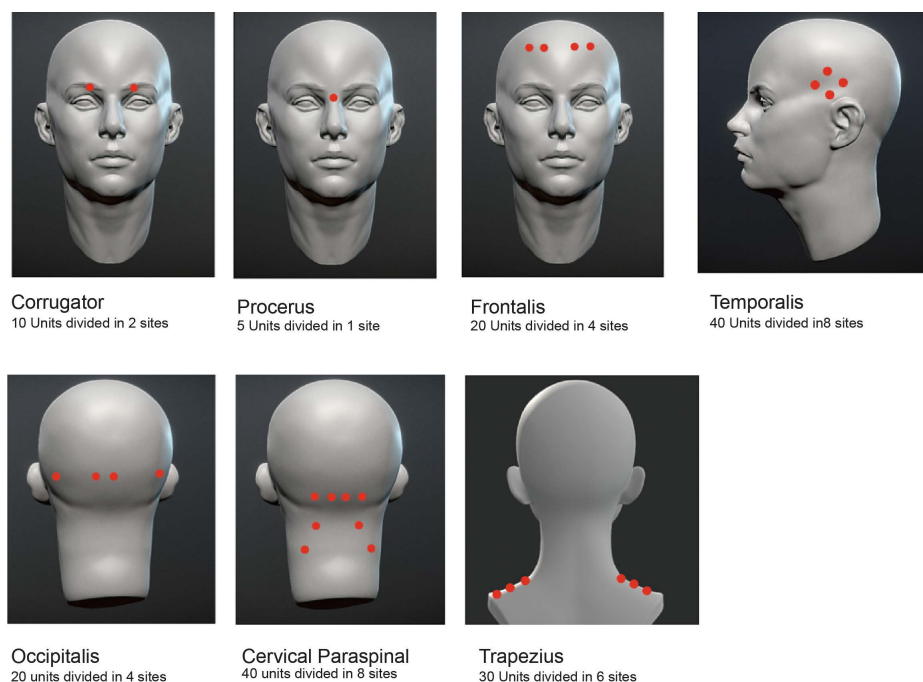 Corrugator
10 Units divided in 2 sites
Procerus
5 Units divided in 1 site
Frontalis
20 Units divided in 4 sites
Temporalis
40 Units divided in8 sites
Occipitalis
20 units divided in 4 sites
Cervical Paraspinal
40 units divided in 8 sites
Trapezius
30 Units divided in 6 sites